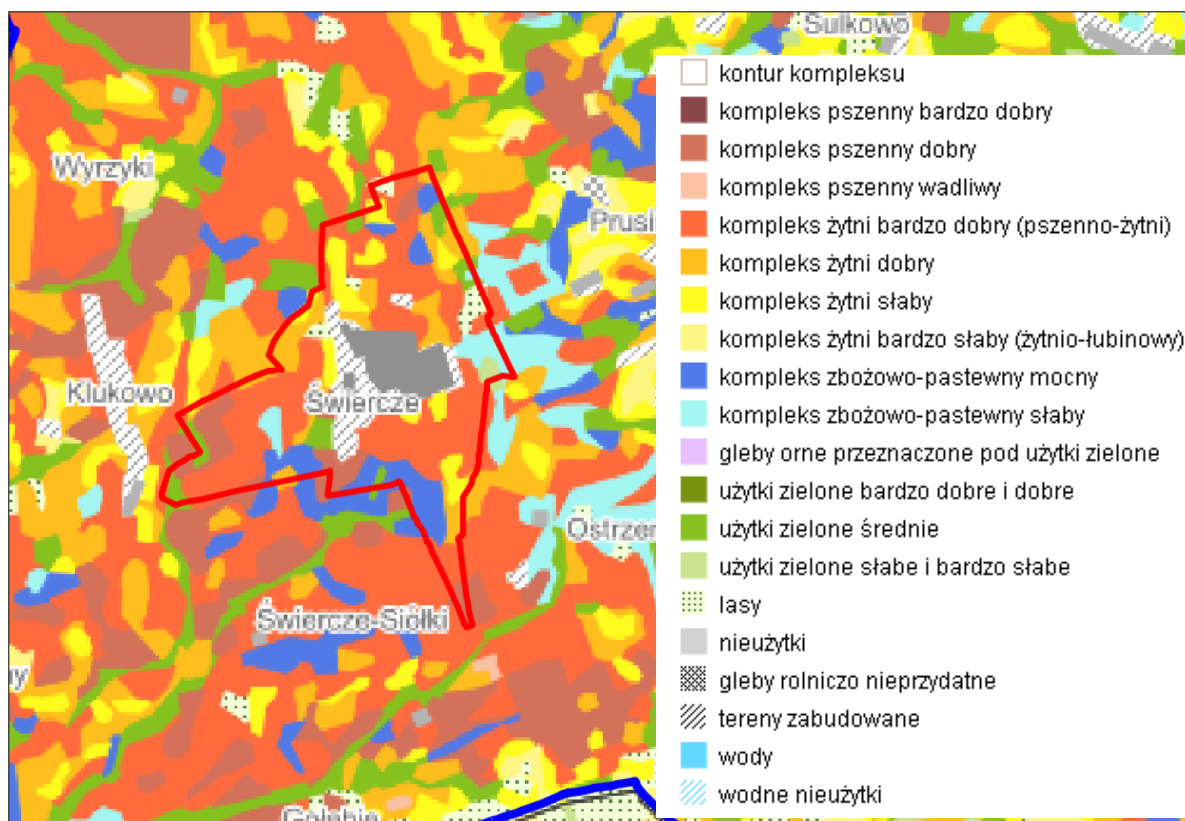 Sulkowo
Wyrzyki
Prusi
Klukowo
Świercze
Ostrzen
Świercze-Siółki
ny
Gołębie
kontur kompleksu
kompleks pszenny bardzo dobry
kompleks pszenny dobry
kompleks pszenny wadliwy
kompleks żytni bardzo dobry (pszenno-żytni)
kompleks żytni dobry
kompleks żytni słaby
kompleks żytni bardzo słaby (żytnio-łubinowy)
kompleks zbożowo-pastewny mocny
kompleks zbożowo-pastewny słaby
gleby orne przeznaczone pod użytki zielone
użytki zielone bardzo dobre i dobre
użytki zielone średnie
użytki zielone słabe i bardzo słabe
lasy
nieużytki
gleby rolniczo nieprzydatne
tereny zabudowane
wody
wodne nieużytki